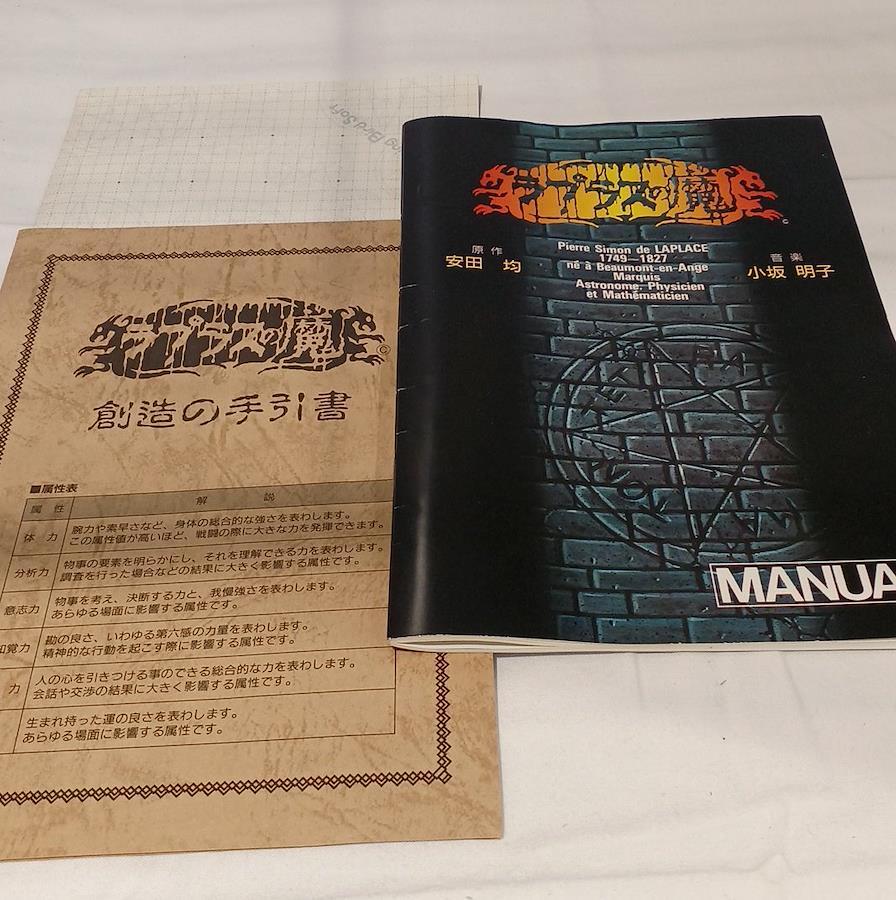 ing Bird Soft
ラプラスの魔
©
創造の手引書
■属性表
属 性 解 説
体 力 腕力や素早さなど、身体の総合的な強さを表わします。
この属性値が高いほど、戦闘の際に大きな力を発揮できます。
分析力 物事の要素を明らかにし、それを理解できる力を表わします。
調査を行った場合などの結果に大きく影響する属性です。
意志力 物事を考え、決断する力と、我慢強さを表わします。
あらゆる場面に影響する属性です。
知覚力 勘の良さ、いわゆる第六感の力量を表わします。
精神的な行動を起こす際に影響する属性です。
力 人の心を引きつける事のできる総合的な力を表わします。
会話や交渉の結果に大きく影響する属性です。
生まれ持った運の良さを表わします。
あらゆる場面に影響する属性です。
ラプラスの魔
©
原 作
安田 均
Pierre Simon de LAPLACE
1749—1827
né à Beaumont-en-Ange
Marquis
Astronome, Physicien
et Mathématicien
音 楽
小坂 明子
MANUA